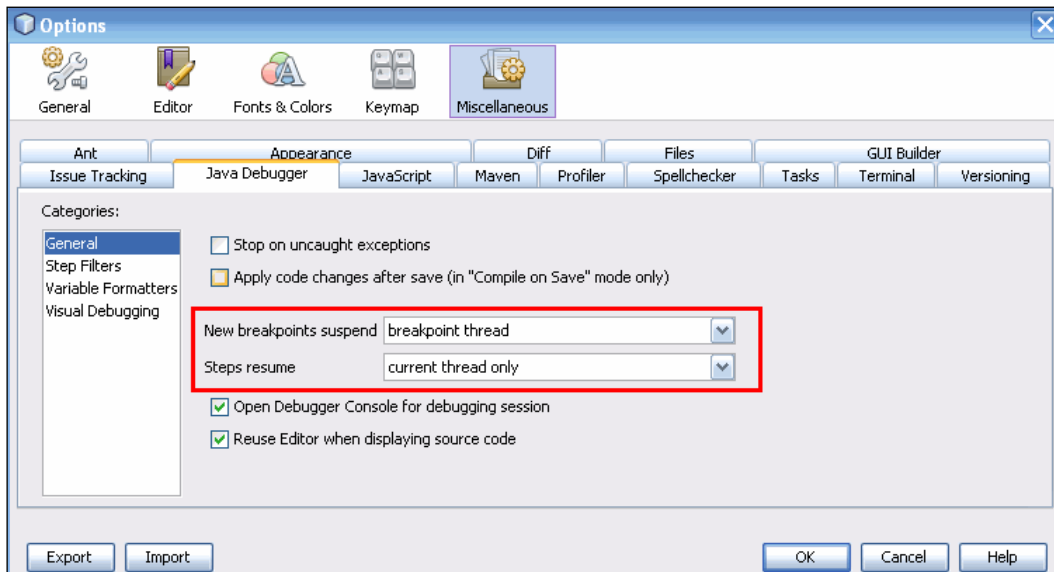 Options
General Editor Fonts & Colors Keymap Miscellaneous
Ant Appearance Diff Files GUI Builder
Issue Tracking Java Debugger JavaScript Maven Profiler Spellchecker Tasks Terminal Versioning
Categories:
General
Step Filters
Variable Formatters
Visual Debugging
Stop on uncaught exceptions
Apply code changes after save (in "Compile on Save" mode only)
New breakpoints suspend breakpoint thread
Steps resume current thread only
Open Debugger Console for debugging session
Reuse Editor when displaying source code
Export Import OK Cancel Help